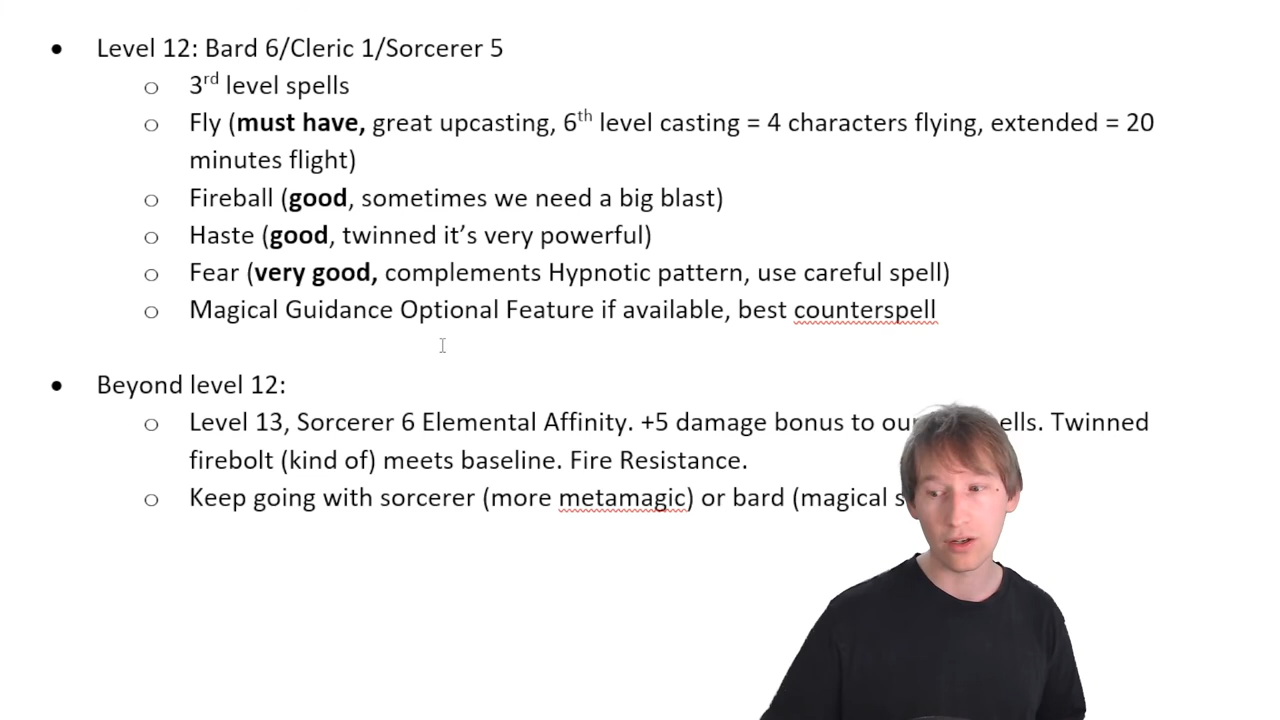 • Level 12: Bard 6/Cleric 1/Sorcerer 5
o 3rd level spells
o Fly (must have, great upcasting, 6th level casting = 4 characters flying, extended = 20
minutes flight)
o Fireball (good, sometimes we need a big blast)
o Haste (good, twinned it’s very powerful)
o Fear (very good, complements Hypnotic pattern, use careful spell)
o Magical Guidance Optional Feature if available, best counterspell
• Beyond level 12:
o Level 13, Sorcerer 6 Elemental Affinity. +5 damage bonus to Twinned
firebolt (kind of) meets baseline. Fire Resistance.
o Keep going with sorcerer (more metamagic) or bard (magical